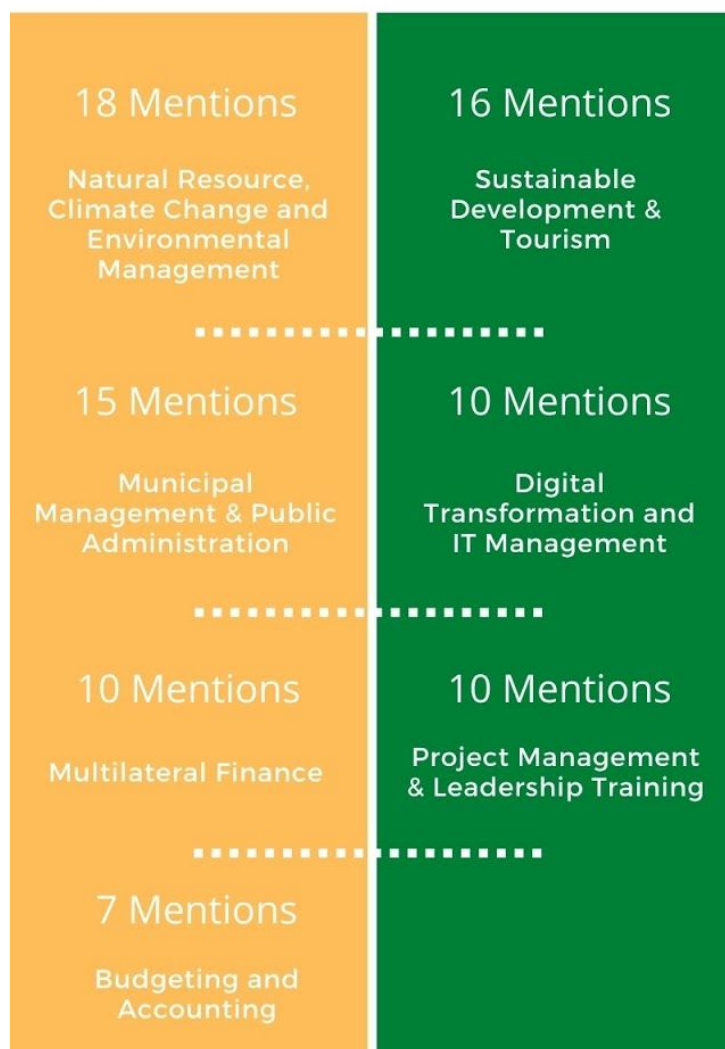 18 Mentions
Natural Resource,
Climate Change and
Environmental
Management
16 Mentions
Sustainable
Development &
Tourism
15 Mentions
Municipal
Management & Public
Administration
10 Mentions
Digital
Transformation and
IT Management
10 Mentions
Multilateral Finance
10 Mentions
Project Management
& Leadership Training
7 Mentions
Budgeting and
Accounting